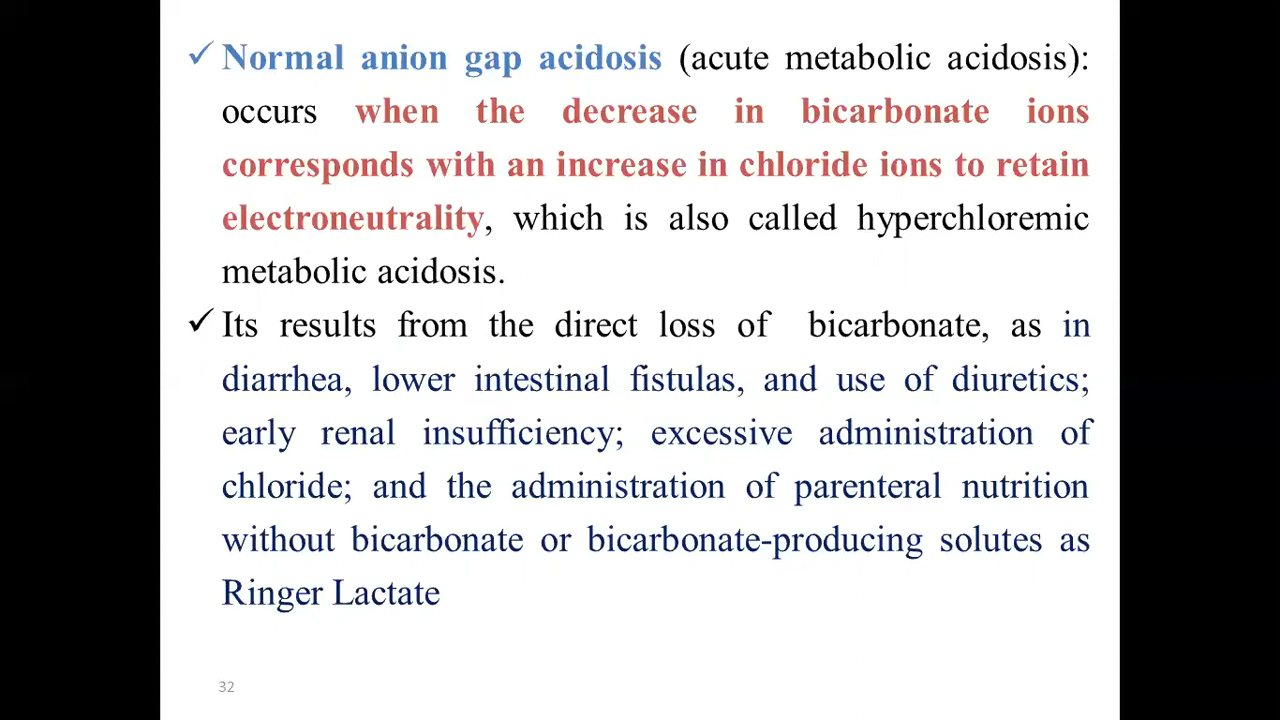 ✓ Normal anion gap acidosis (acute metabolic acidosis):
occurs when the decrease in bicarbonate ions
corresponds with an increase in chloride ions to retain
electroneutrality, which is also called hyperchloremic
metabolic acidosis.
✓ Its results from the direct loss of bicarbonate, as in
diarrhea, lower intestinal fistulas, and use of diuretics;
early renal insufficiency; excessive administration of
chloride; and the administration of parenteral nutrition
without bicarbonate or bicarbonate-producing solutes as
Ringer Lactate
32